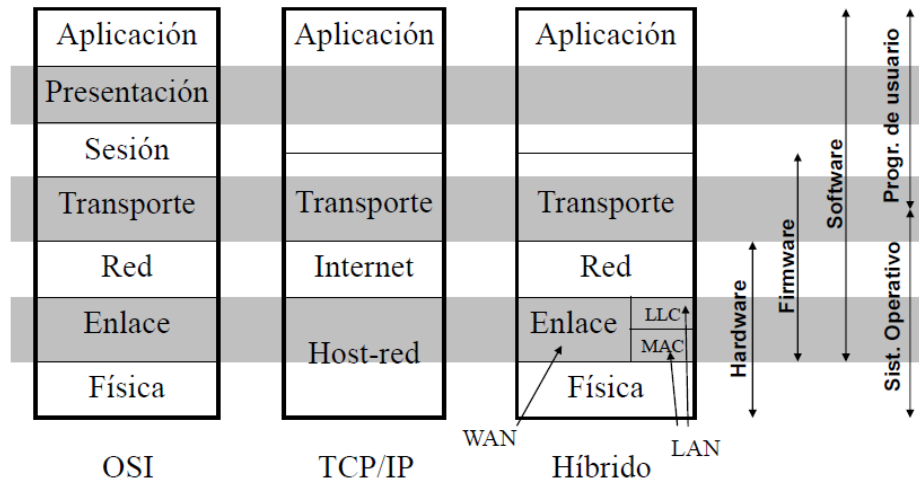 Aplicación
Presentación
Sesión
Transporte
Red
Enlace
Física
OSI
Aplicación
Transporte
Internet
Host-red
TCP/IP
Aplicación
Transporte
Red
Enlace
LLC
MAC
Física
WAN
LAN
Híbrido
Hardware
Firmware
Software
Progr. de usuario
Sist. Operativo